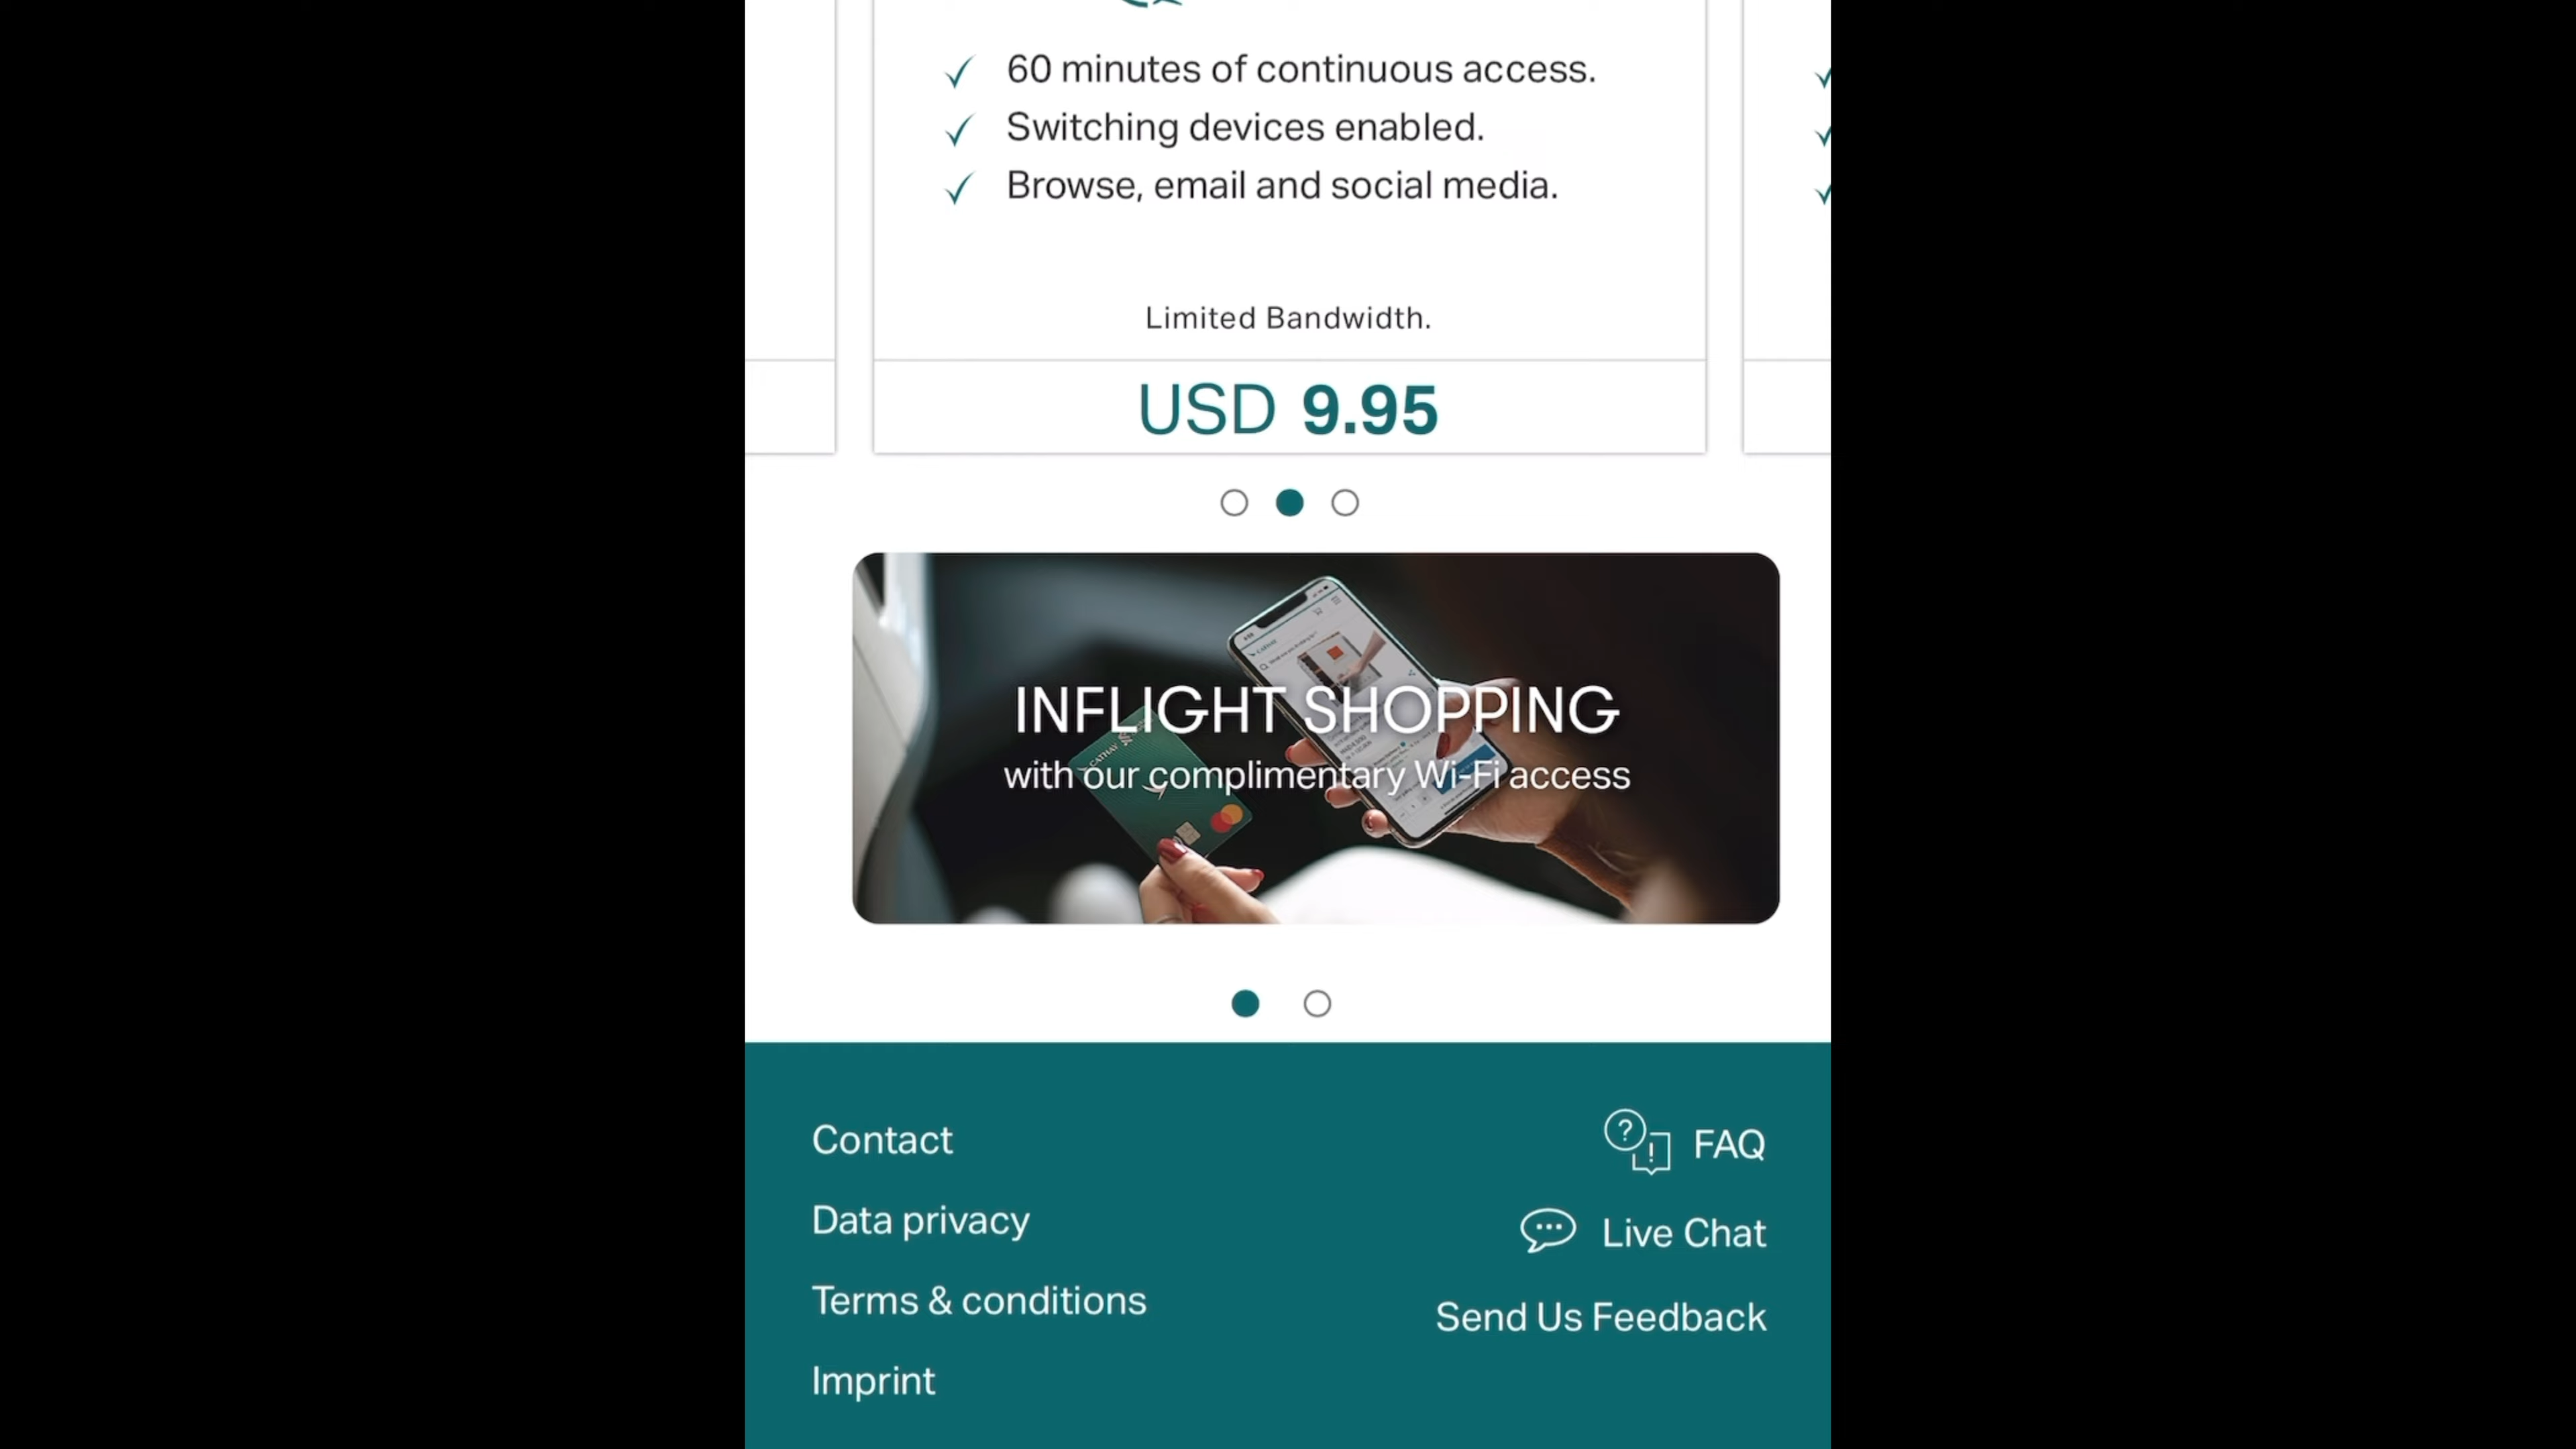 60 minutes of continuous access.
Switching devices enabled.
Browse, email and social media.
Limited Bandwidth.
USD 9.95
INFLIGHT SHOPPING
with our complimentary Wi-Fi access
CATHAY
Contact
Data privacy
Terms & conditions
Imprint
FAQ
Live Chat
Send Us Feedback